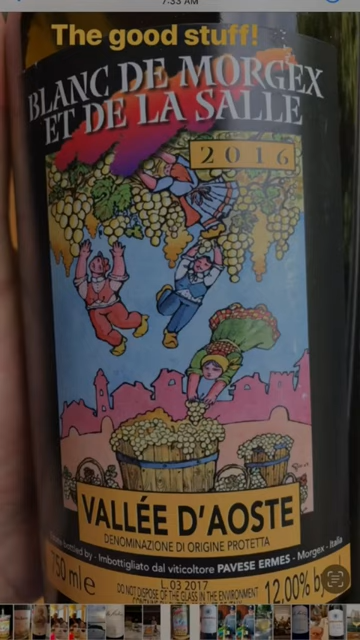 7:33 AM
The good stuff!
BLANC DE MORGEX
ET DE LA SALLE
2016
VALLÉE D'AOSTE
DENOMINAZIONE DI ORIGINE PROTETTA
bottled by - Imbottigliato dal viticoltore PAVESE ERMES - Morgex - Italia
750 ml e
L.03 2017
DO NOT DISPOSE OF THE GLASS IN THE ENVIRONMENT
12,00% b